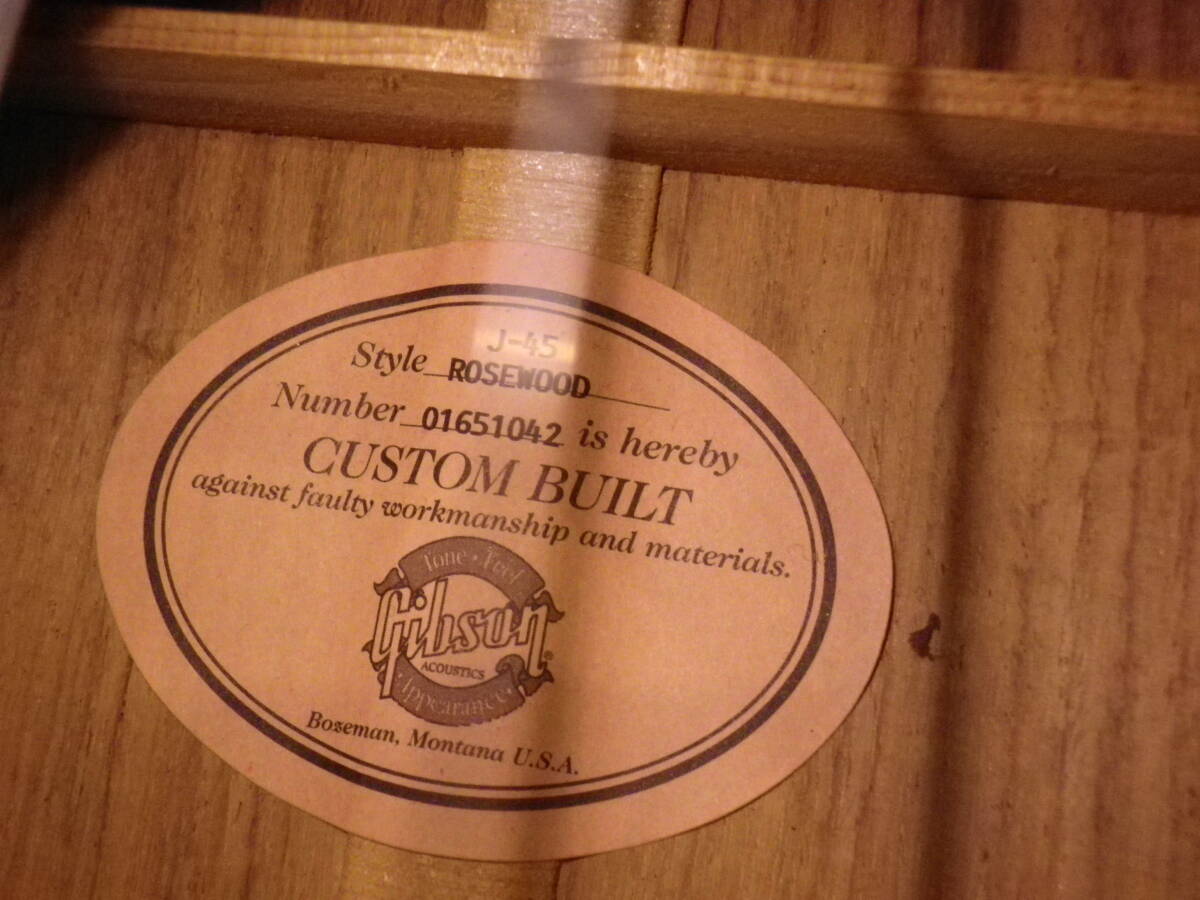 J-45
Style ROSEWOOD
Number 01651042 is hereby
CUSTOM BUILT
against faulty workmanship and materials.
Tone • Feel
Gibson
ACOUSTICS
Appearance
Bozeman, Montana U.S.A.